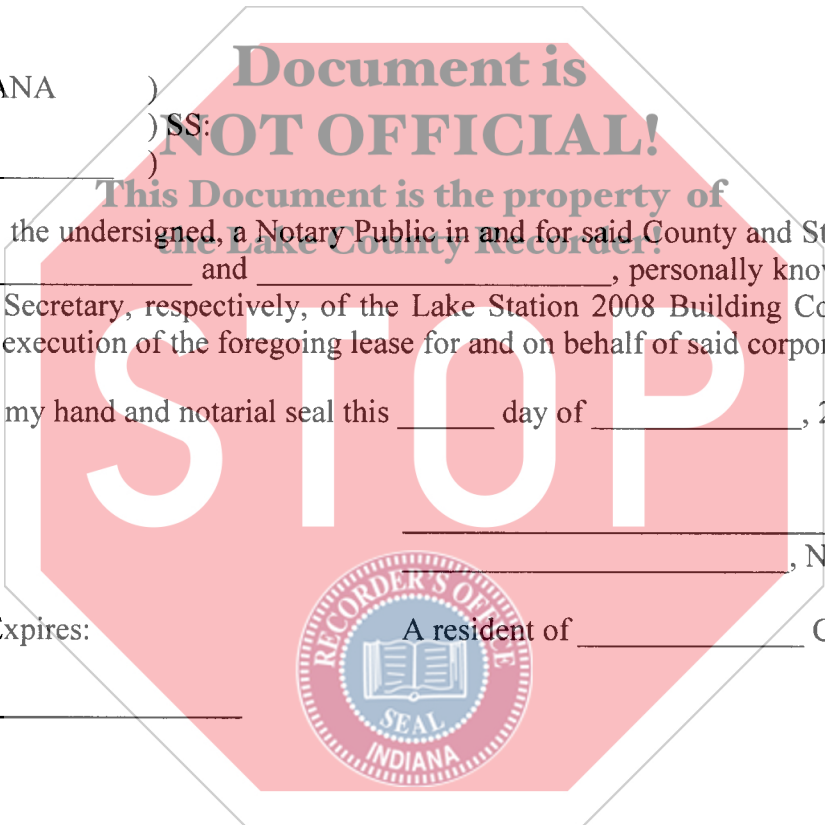 Document is
ANA )
) SS:
NOT OFFICIAL!
)
This Document is the property of
the undersigned, a Notary Public in and for said County and St
the Lake County Recorder!
and , personally know
Secretary, respectively, of the Lake Station 2008 Building Co
execution of the foregoing lease for and on behalf of said corpor
STOP
my hand and notarial seal this day of , 2
, N
RECORDER'S OFFICE
Expires: A resident of C
SEAL
INDIANA